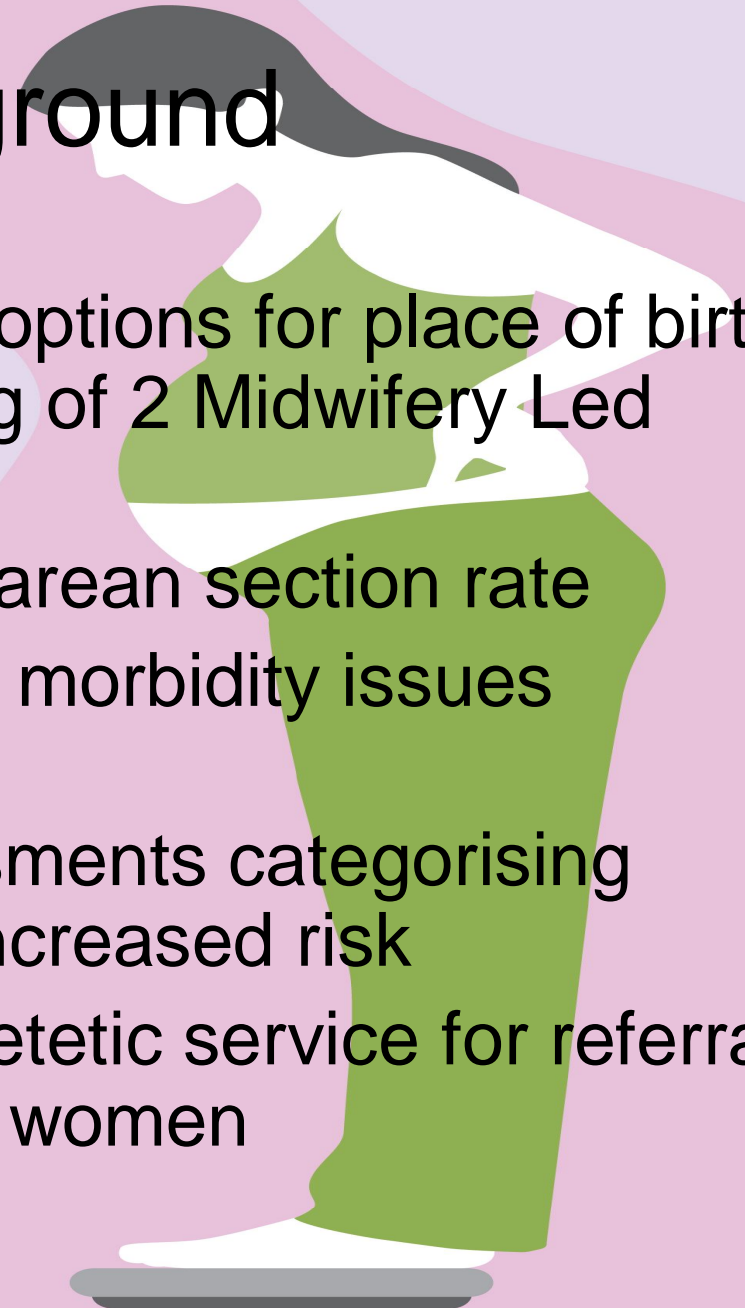 ground
options for place of birt
g of 2 Midwifery Led
arean section rate
morbidity issues
sments categorising
ncreased risk
etetic service for referra
women